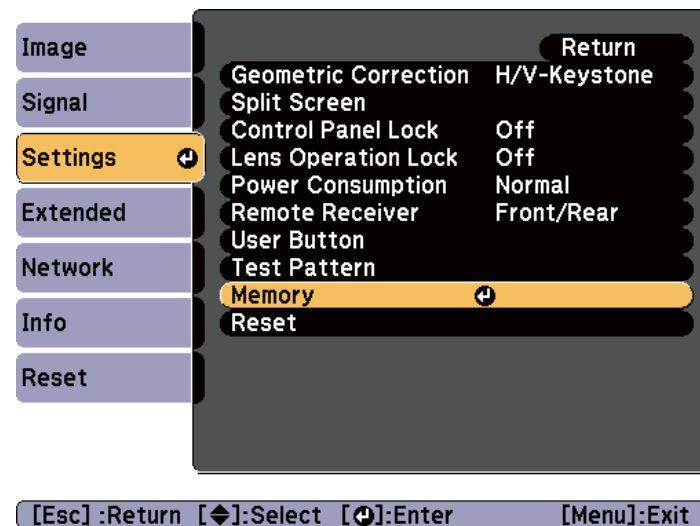 Image
Signal
Settings
Extended
Network
Info
Reset
Return
Geometric Correction H/V-Keystone
Split Screen
Control Panel Lock Off
Lens Operation Lock Off
Power Consumption Normal
Remote Receiver Front/Rear
User Button
Test Pattern
Memory
Reset
[Esc] :Return [◆]:Select [⏎]:Enter [Menu]:Exit